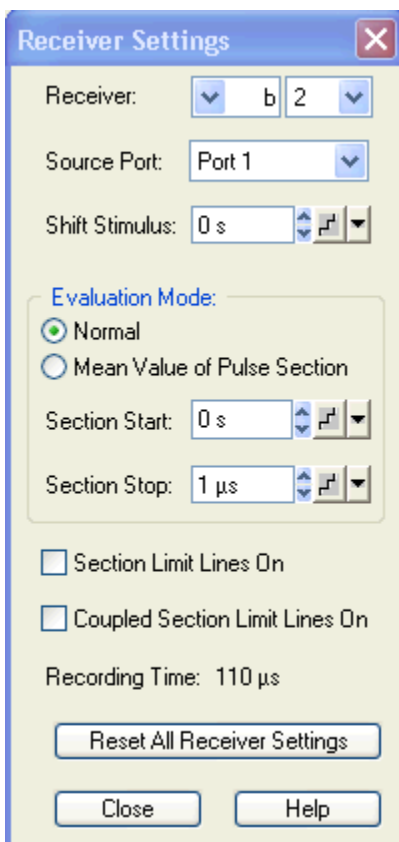 Receiver Settings
Receiver: b 2
Source Port: Port 1
Shift Stimulus: 0 s
Evaluation Mode:
Normal
Mean Value of Pulse Section
Section Start: 0 s
Section Stop: 1 µs
Section Limit Lines On
Coupled Section Limit Lines On
Recording Time: 110 µs
Reset All Receiver Settings
Close Help